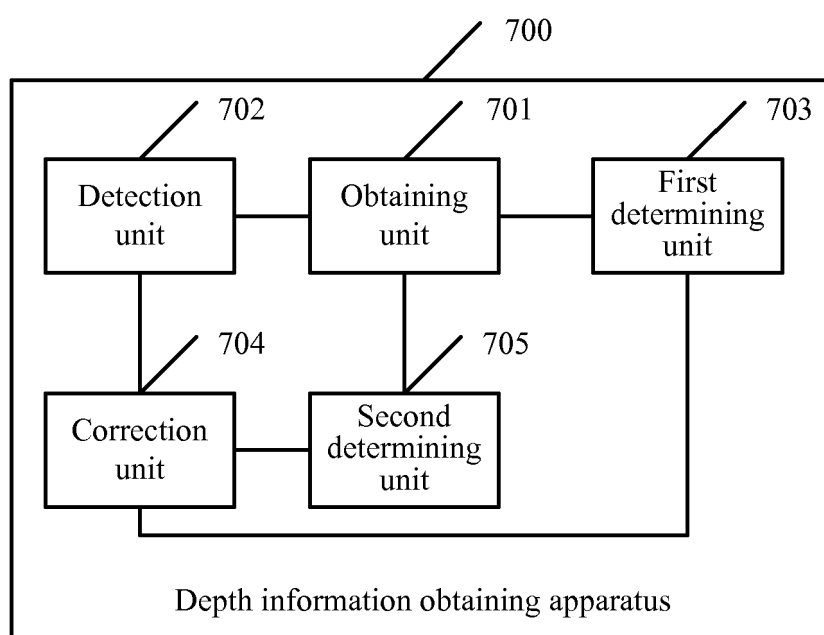 700
702
701
703
Detection
unit
Obtaining
unit
First
determining
unit
704
705
Correction
unit
Second
determining
unit
Depth information obtaining apparatus